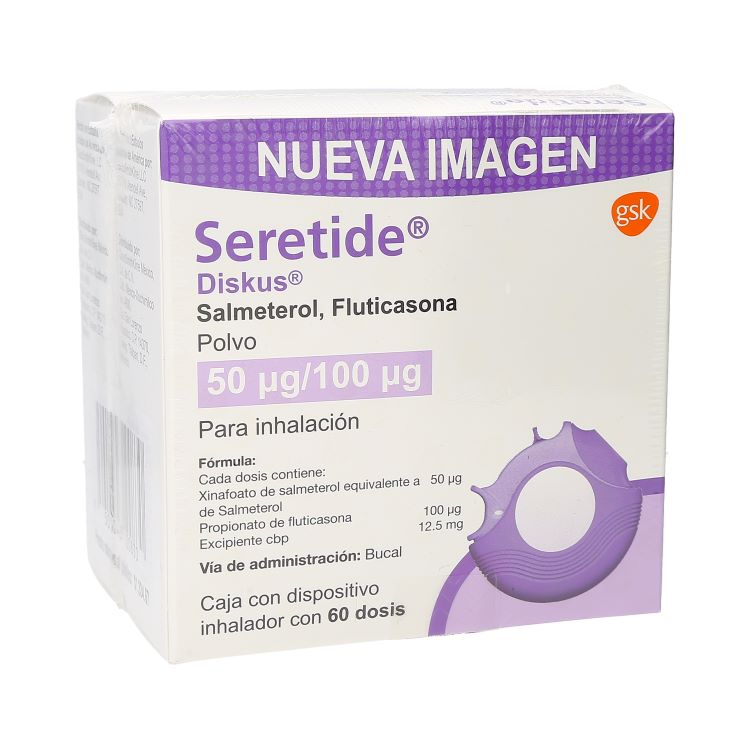 Seretide®
NUEVA IMAGEN
gsk
Seretide®
Diskus®
Salmeterol, Fluticasona
Polvo
50 µg/100 µg
Para inhalación
Fórmula:
Cada dosis contiene:
Xinafoato de salmeterol equivalente a 50 µg
de Salmeterol
Propionato de fluticasona 100 µg
Excipiente cbp 12.5 mg
Vía de administración: Bucal
Caja con dispositivo
inhalador con 60 dosis